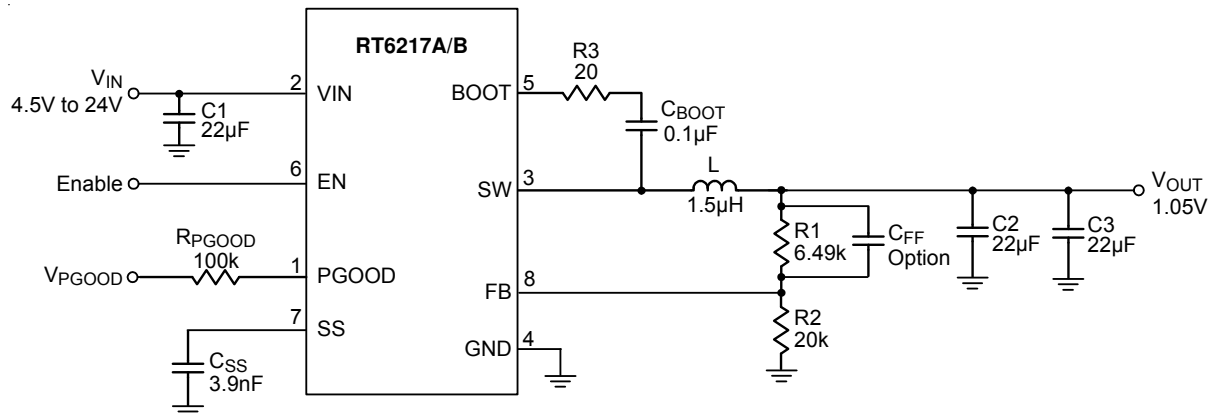 RT6217A/B
VIN
4.5V to 24V
C1
22µF
2
VIN
BOOT
5
R3
20
CBOOT
0.1µF
Enable
6
EN
SW
3
L
1.5µH
VOUT
1.05V
RPGOOD
100k
VPGOOD
1
PGOOD
R1
6.49k
CFF
Option
C2
22µF
C3
22µF
FB
8
7
SS
CSS
3.9nF
GND
4
R2
20k